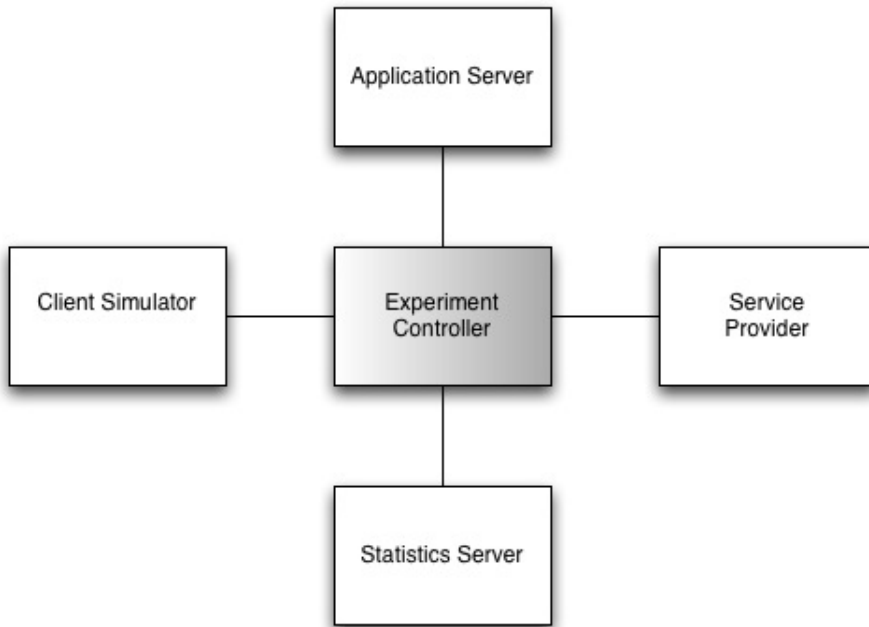 Application Server
Client Simulator
Experiment
Controller
Service
Provider
Statistics Server